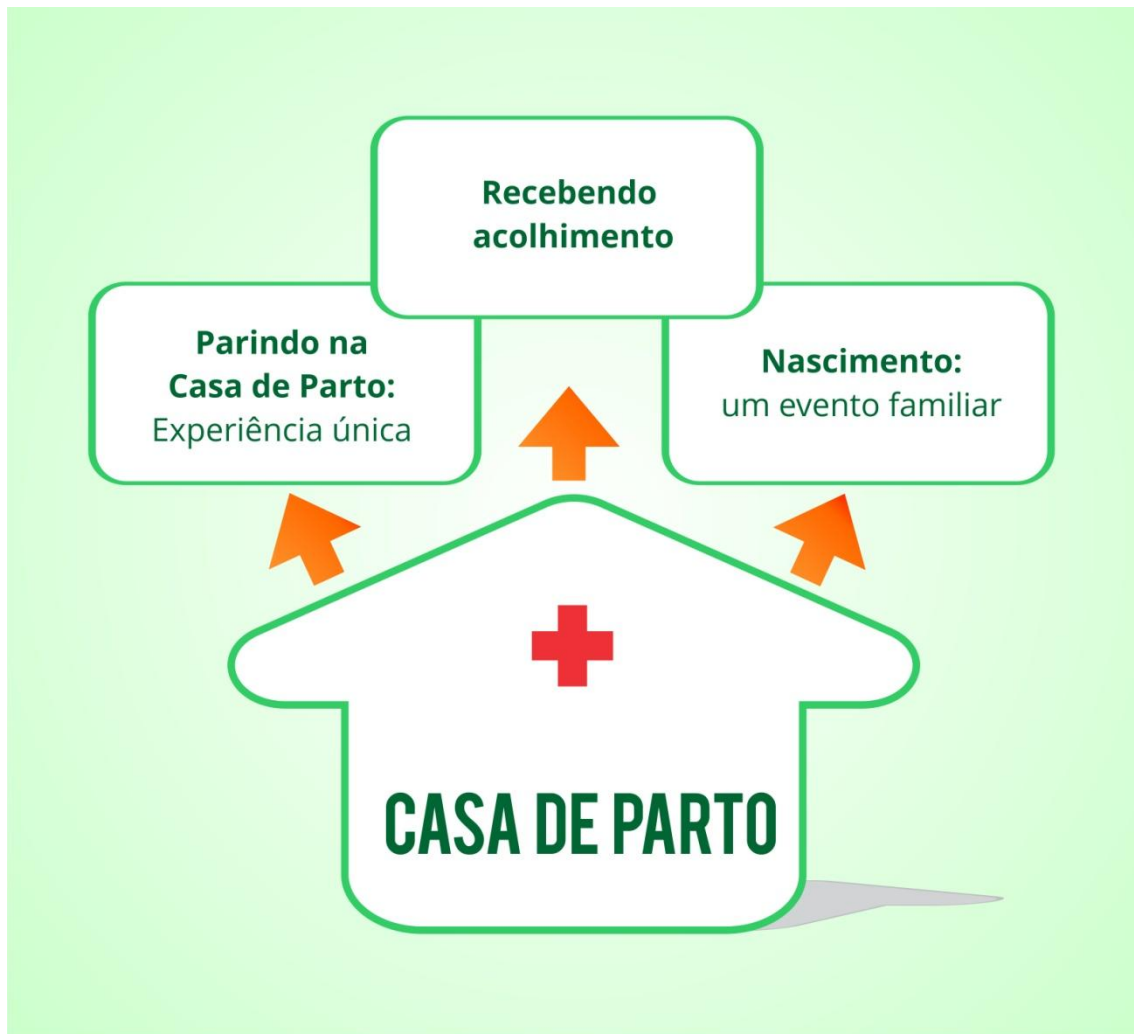 Recebendo
acolhimento
Parindo na
Casa de Parto:
Experiência única
Nascimento:
um evento familiar
CASA DE PARTO